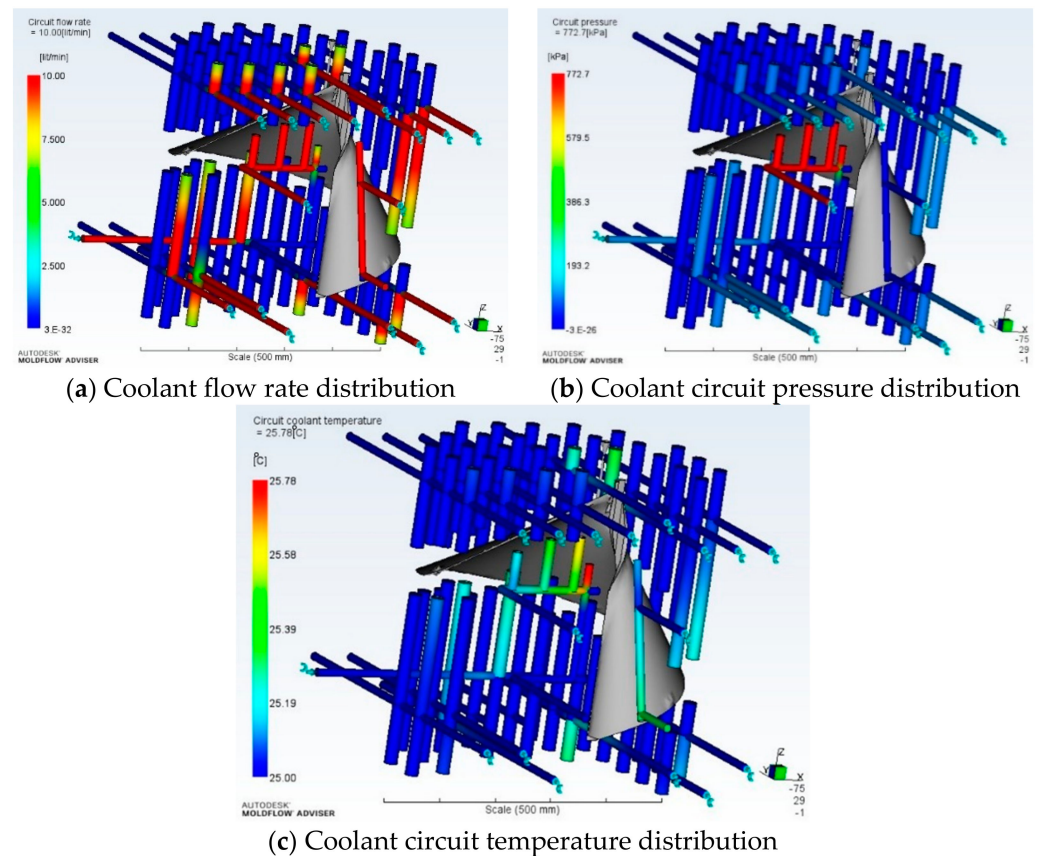 Circuit flow rate
= 10.00[lit/min]
[lit/min]
10.00
7.500
5.000
2.500
3.E-32
AUTODESK®
MOLDFLOW® ADVISER
Scale (500 mm)
Z
Y
X
-75
29
-1
(a) Coolant flow rate distribution
Circuit pressure
= 772.7[kPa]
[kPa]
772.7
579.5
386.3
193.2
-3 E-26
AUTODESK®
MOLDFLOW® ADVISER
Scale (500 mm)
Z
Y
X
-75
29
-1
(b) Coolant circuit pressure distribution
Circuit coolant temperature
= 25.78[°C]
[°C]
25.78
25.58
25.39
25.19
25.00
AUTODESK®
MOLDFLOW® ADVISER
Scale (500 mm)
Z
Y
X
-75
29
-1
(c) Coolant circuit temperature distribution